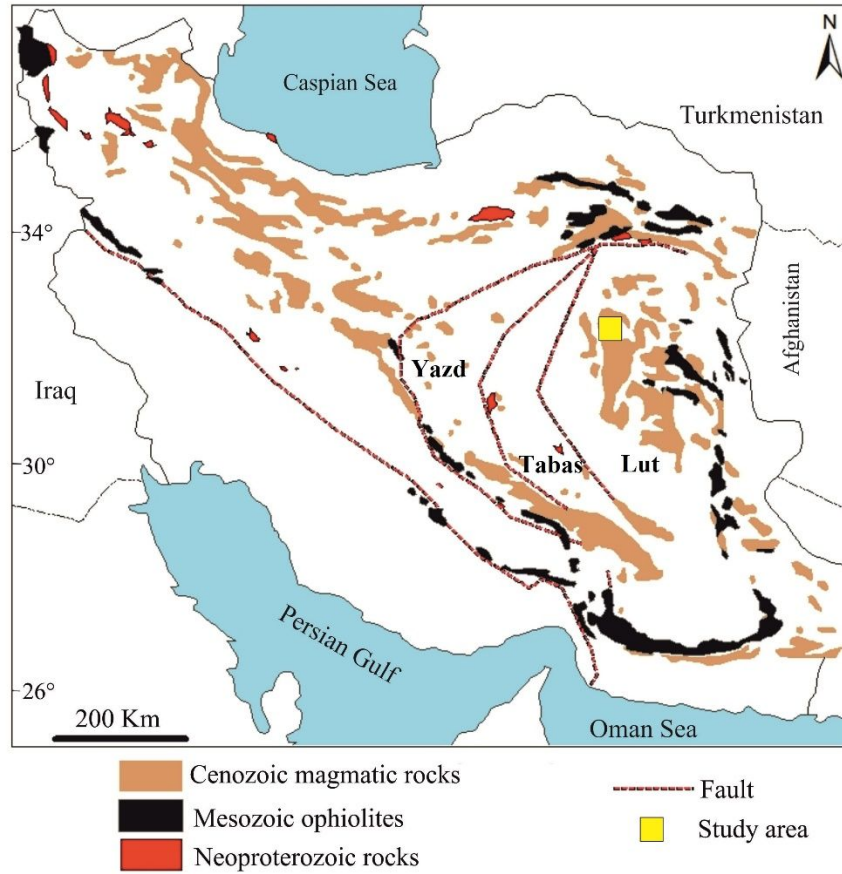 N
Caspian Sea
Turkmenistan
34°
Afghanistan
Iraq
Yazd
30°
Tabas
Lut
Persian Gulf
26°
200 Km
Oman Sea
Cenozoic magmatic rocks
Mesozoic ophiolites
Neoproterozoic rocks
Fault
Study area